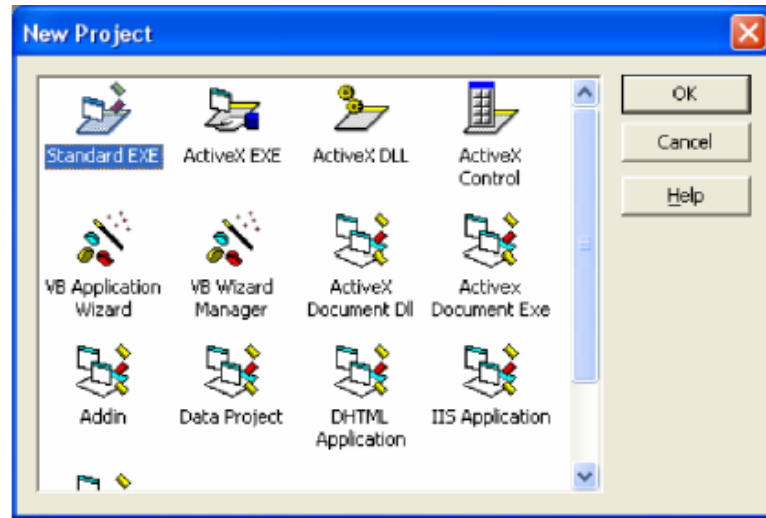 New Project
Standard EXE
ActiveX EXE
ActiveX DLL
ActiveX
Control
VB Application
Wizard
VB Wizard
Manager
ActiveX
Document Dll
Activex
Document Exe
Addin
Data Project
DHTML
Application
IIS Application
OK
Cancel
Help